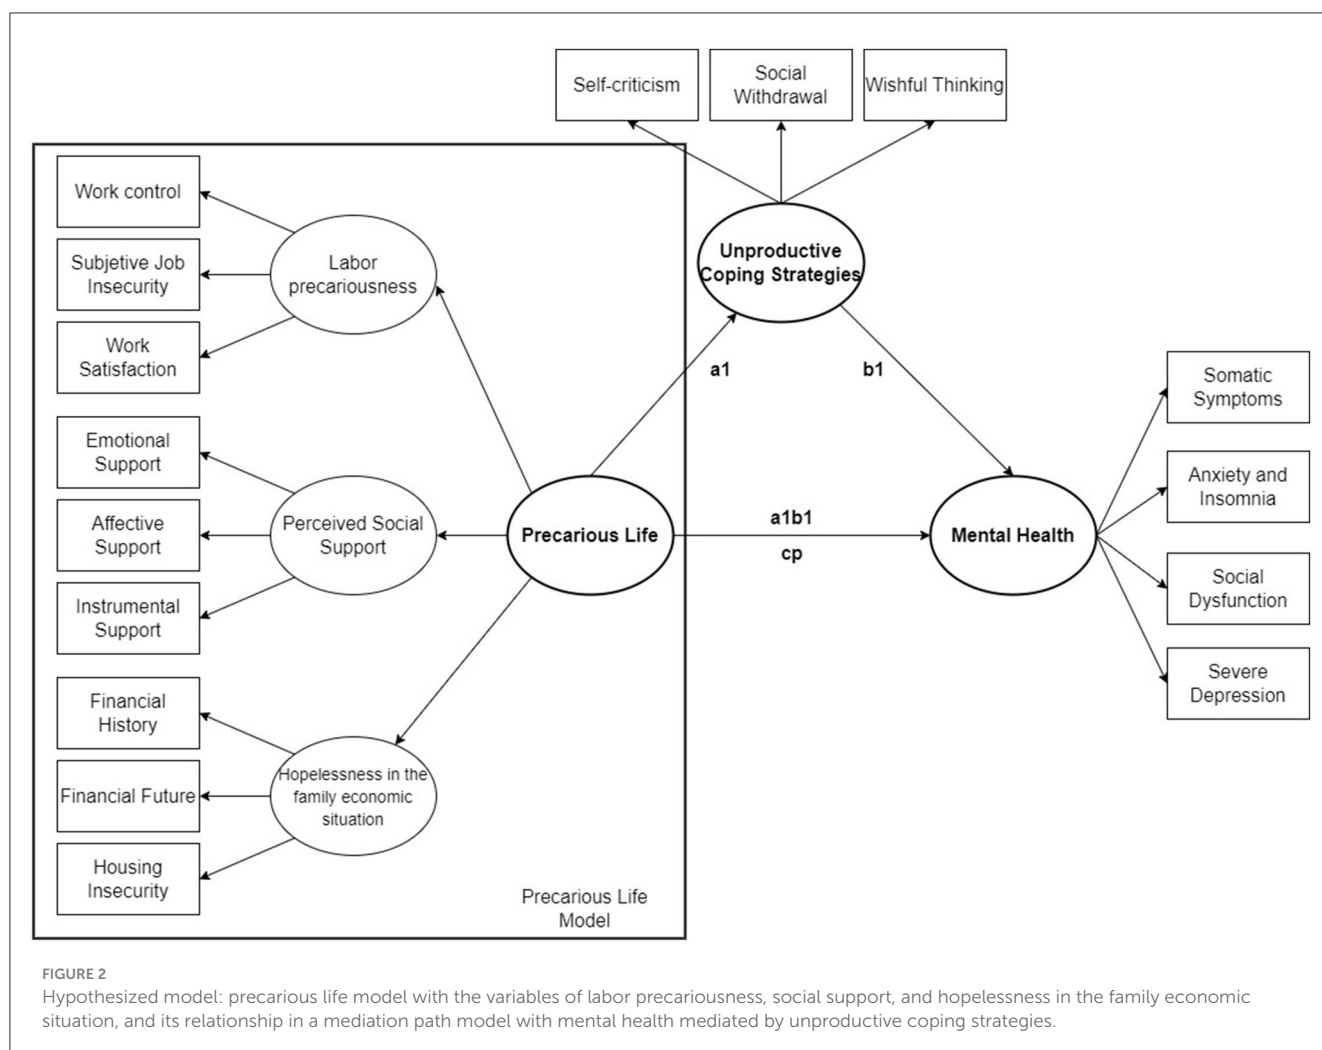 Self-criticism
Social
Withdrawal
Wishful Thinking
Work control
Subjetive Job
Insecurity
Work
Satisfaction
Labor
precariousness
Unproductive
Coping Strategies
a1
b1
Emotional
Support
Affective
Support
Instrumental
Support
Perceived Social
Support
Precarious Life
a1b1
cp
Mental Health
Somatic
Symptoms
Anxiety and
Insomnia
Social
Dysfunction
Severe
Depression
Financial
History
Financial Future
Housing
Insecurity
Hopelessness in the
family economic
situation
Precarious Life
Model
FIGURE 2
Hypothesized model: precarious life model with the variables of labor precariousness, social support, and hopelessness in the family economic
situation, and its relationship in a mediation path model with mental health mediated by unproductive coping strategies.